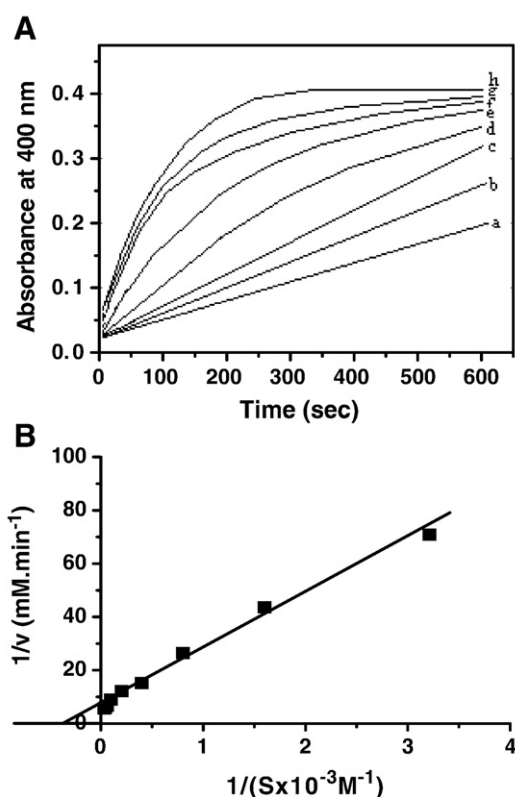 A
Absorbance at 400 nm
0.4
0.3
0.2
0.1
0.0
h
g
f
e
d
c
b
a
0 100 200 300 400 500 600
Time (sec)
B
1/v (mM.min⁻¹)
100
80
60
40
20
0
0 1 2 3 4
1/(Sx10⁻³M⁻¹)